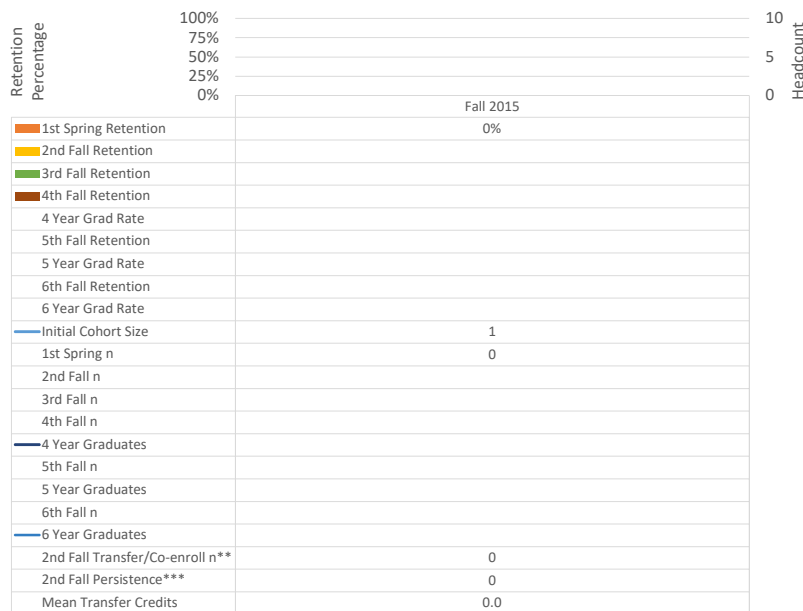 Retention
Percentage
100%
75%
50%
25%
0%
10
5
0
Headcount
Fall 2015
1st Spring Retention 0%
2nd Fall Retention
3rd Fall Retention
4th Fall Retention
4 Year Grad Rate
5th Fall Retention
5 Year Grad Rate
6th Fall Retention
6 Year Grad Rate
Initial Cohort Size 1
1st Spring n 0
2nd Fall n
3rd Fall n
4th Fall n
4 Year Graduates
5th Fall n
5 Year Graduates
6th Fall n
6 Year Graduates
2nd Fall Transfer/Co-enroll n** 0
2nd Fall Persistence*** 0
Mean Transfer Credits 0.0